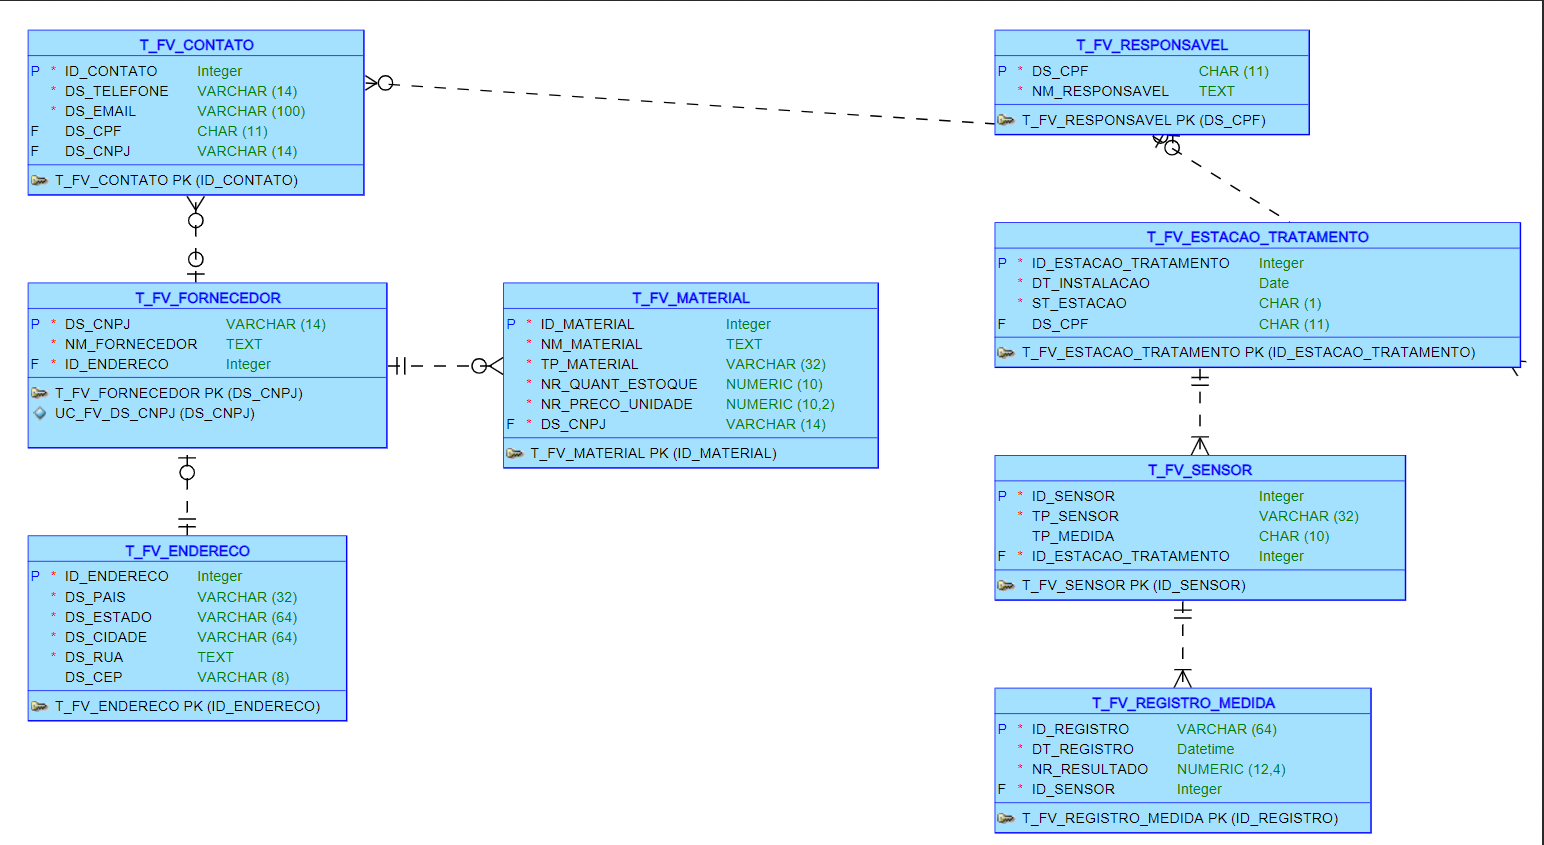 T_FV_CONTATO
P * ID_CONTATO Integer
* DS_TELEFONE VARCHAR (14)
* DS_EMAIL VARCHAR (100)
F DS_CPF CHAR (11)
F DS_CNPJ VARCHAR (14)
T_FV_CONTATO PK (ID_CONTATO)
T_FV_RESPONSAVEL
P * DS_CPF CHAR (11)
* NM_RESPONSAVEL TEXT
T_FV_RESPONSAVEL PK (DS_CPF)
T_FV_ESTACAO_TRATAMENTO
P * ID_ESTACAO_TRATAMENTO Integer
* DT_INSTALACAO Date
* ST_ESTACAO CHAR (1)
F DS_CPF CHAR (11)
T_FV_ESTACAO_TRATAMENTO PK (ID_ESTACAO_TRATAMENTO)
T_FV_FORNECEDOR
P * DS_CNPJ VARCHAR (14)
* NM_FORNECEDOR TEXT
F * ID_ENDERECO Integer
T_FV_FORNECEDOR PK (DS_CNPJ)
UC_FV_DS_CNPJ (DS_CNPJ)
T_FV_MATERIAL
P * ID_MATERIAL Integer
* NM_MATERIAL TEXT
* TP_MATERIAL VARCHAR (32)
* NR_QUANT_ESTOQUE NUMERIC (10)
* NR_PRECO_UNIDADE NUMERIC (10,2)
F * DS_CNPJ VARCHAR (14)
T_FV_MATERIAL PK (ID_MATERIAL)
T_FV_SENSOR
P * ID_SENSOR Integer
* TP_SENSOR VARCHAR (32)
TP_MEDIDA CHAR (10)
F * ID_ESTACAO_TRATAMENTO Integer
T_FV_SENSOR PK (ID_SENSOR)
T_FV_ENDERECO
P * ID_ENDERECO Integer
* DS_PAIS VARCHAR (32)
* DS_ESTADO VARCHAR (64)
* DS_CIDADE VARCHAR (64)
* DS_RUA TEXT
DS_CEP VARCHAR (8)
T_FV_ENDERECO PK (ID_ENDERECO)
T_FV_REGISTRO_MEDIDA
P * ID_REGISTRO VARCHAR (64)
* DT_REGISTRO Datetime
* NR_RESULTADO NUMERIC (12,4)
F * ID_SENSOR Integer
T_FV_REGISTRO_MEDIDA PK (ID_REGISTRO)